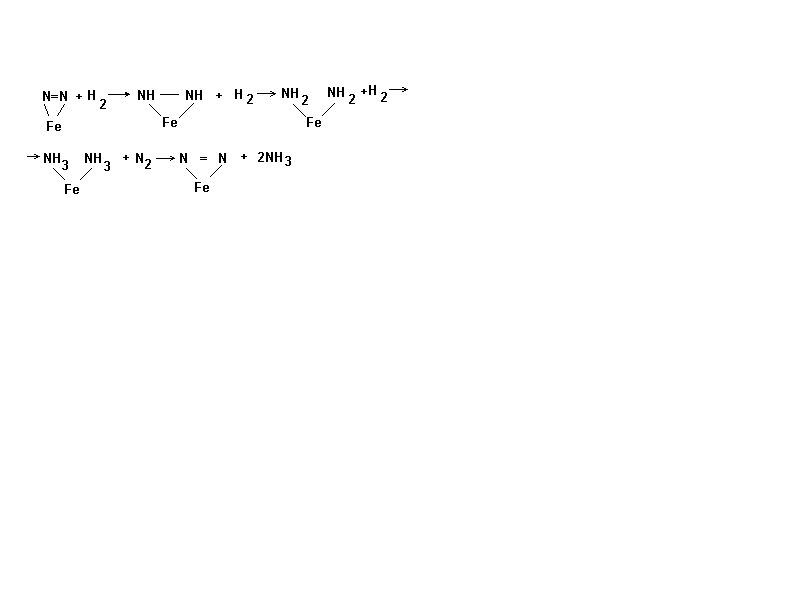 N=N + H2 → NH — NH + H2 → NH2 NH2 +H2 →
Fe Fe Fe
→ NH3 NH3 + N2 → N = N + 2NH3
Fe Fe